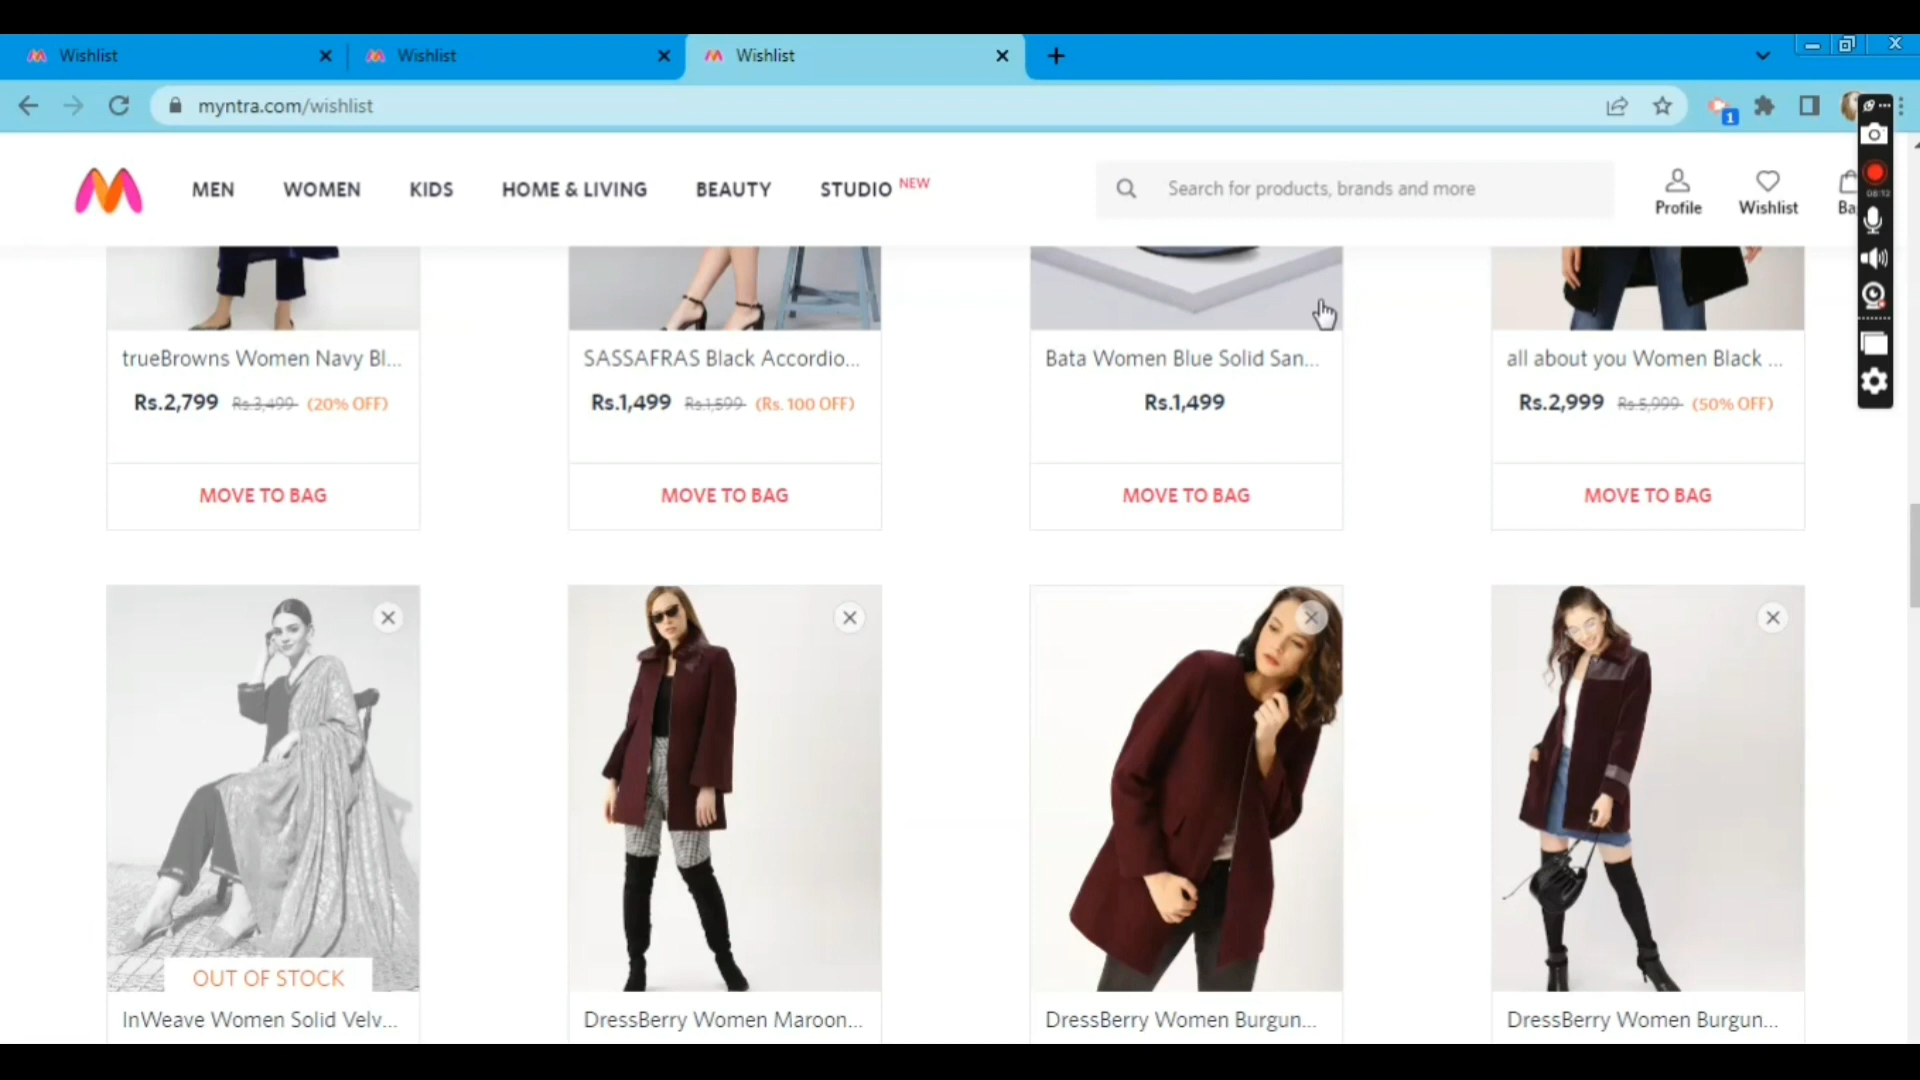 Wishlist
Wishlist
Wishlist
myntra.com/wishlist
1
MEN
WOMEN
KIDS
HOME & LIVING
BEAUTY
STUDIO NEW
Search for products, brands and more
Profile
Wishlist
Ba
08:12
trueBrowns Women Navy Bl...
SASSAFRAS Black Accordio...
Bata Women Blue Solid San...
all about you Women Black ...
Rs.2,799 Rs.3,499 (20% OFF)
Rs.1,499 Rs.1,599 (Rs. 100 OFF)
Rs.1,499
Rs.2,999 Rs.5,999 (50% OFF)
MOVE TO BAG
MOVE TO BAG
MOVE TO BAG
MOVE TO BAG
OUT OF STOCK
InWeave Women Solid Velv...
DressBerry Women Maroon...
DressBerry Women Burgun...
DressBerry Women Burgun...